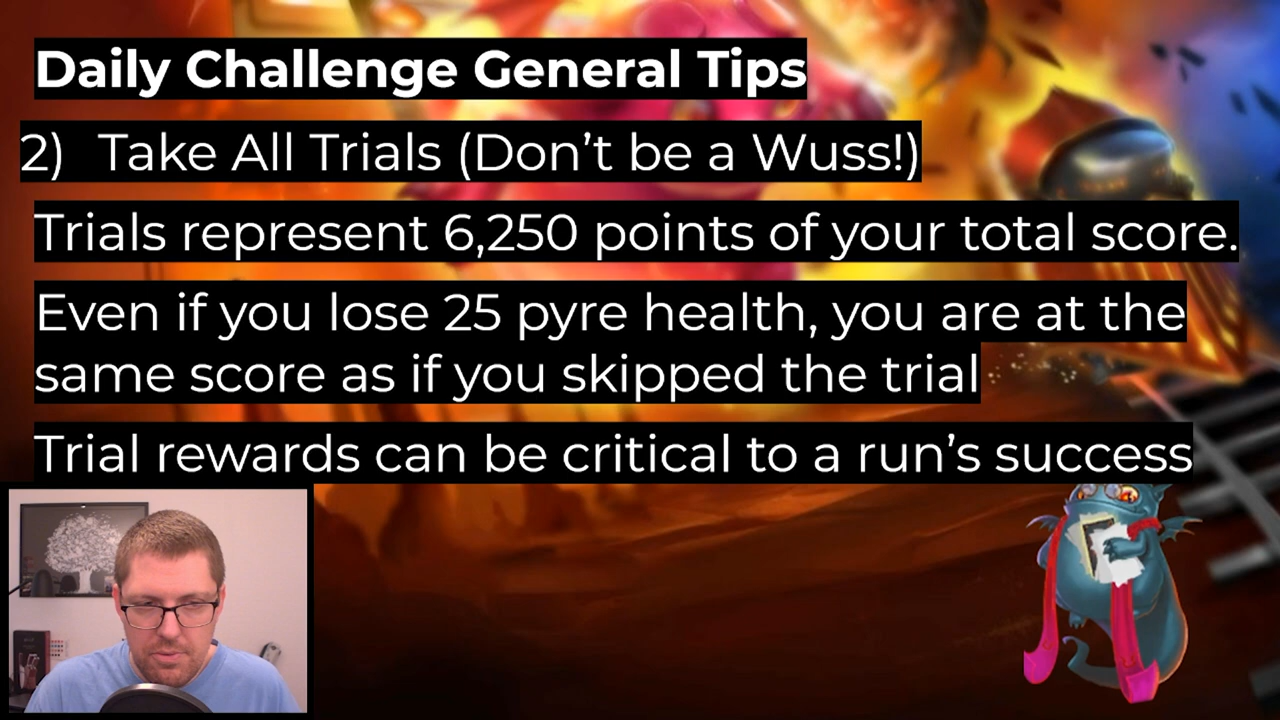 Daily Challenge General Tips
2) Take All Trials (Don’t be a Wuss!)
Trials represent 6,250 points of your total score.
Even if you lose 25 pyre health, you are at the
same score as if you skipped the trial
Trial rewards can be critical to a run’s success